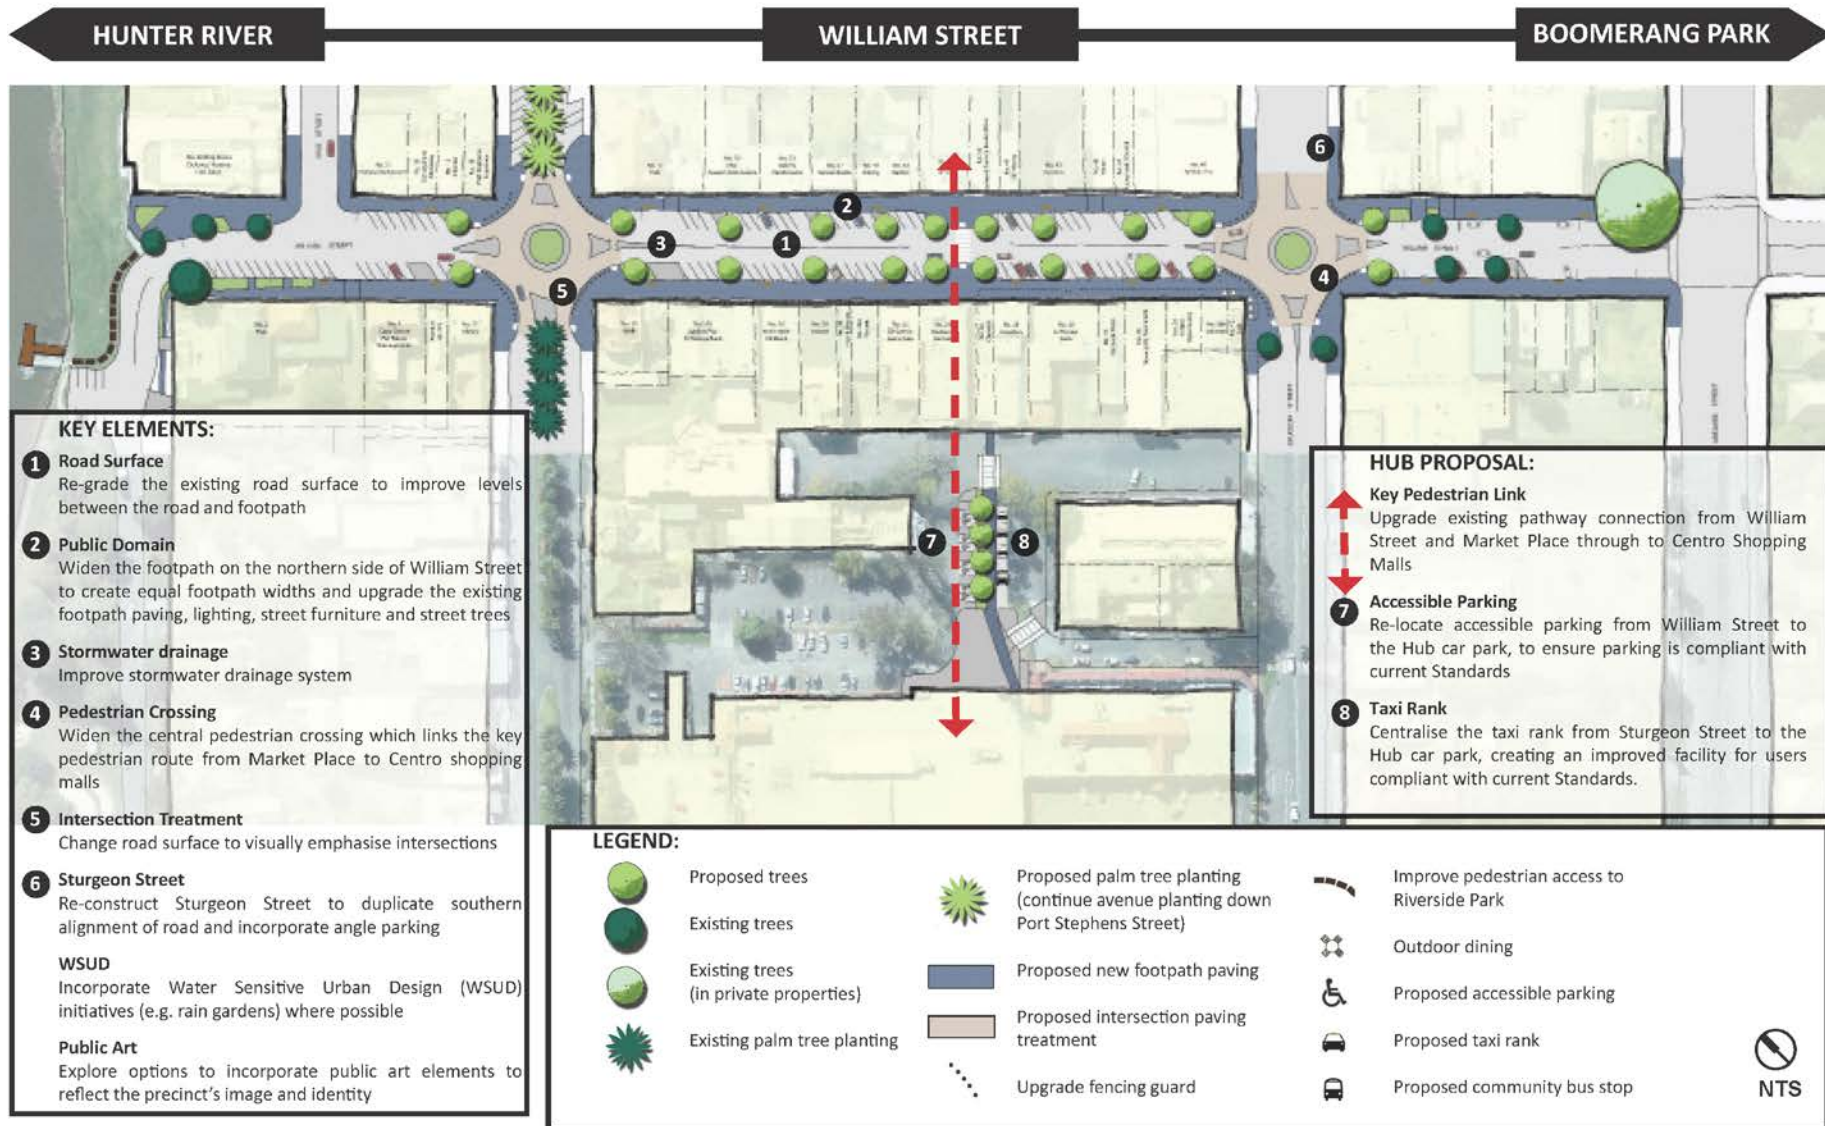 HUNTER RIVER
WILLIAM STREET
BOOMERANG PARK
6
2
3
1
4
5
7
8
KEY ELEMENTS:
1 Road Surface
Re-grade the existing road surface to improve levels
between the road and footpath
2 Public Domain
Widen the footpath on the northern side of William Street
to create equal footpath widths and upgrade the existing
footpath paving, lighting, street furniture and street trees
3 Stormwater drainage
Improve stormwater drainage system
4 Pedestrian Crossing
Widen the central pedestrian crossing which links the key
pedestrian route from Market Place to Centro shopping
malls
5 Intersection Treatment
Change road surface to visually emphasise intersections
6 Sturgeon Street
Re-construct Sturgeon Street to duplicate southern
alignment of road and incorporate angle parking
WSUD
Incorporate Water Sensitive Urban Design (WSUD)
initiatives (e.g. rain gardens) where possible
Public Art
Explore options to incorporate public art elements to
reflect the precinct's image and identity
HUB PROPOSAL:
Key Pedestrian Link
Upgrade existing pathway connection from William
Street and Market Place through to Centro Shopping
Malls
7 Accessible Parking
Re-locate accessible parking from William Street to
the Hub car park, to ensure parking is compliant with
current Standards
8 Taxi Rank
Centralise the taxi rank from Sturgeon Street to the
Hub car park, creating an improved facility for users
compliant with current Standards.
LEGEND:
Proposed trees
Existing trees
Existing trees
(in private properties)
Existing palm tree planting
Proposed palm tree planting
(continue avenue planting down
Port Stephens Street)
Proposed new footpath paving
Proposed intersection paving
treatment
Upgrade fencing guard
Improve pedestrian access to
Riverside Park
Outdoor dining
Proposed accessible parking
Proposed taxi rank
Proposed community bus stop
NTS